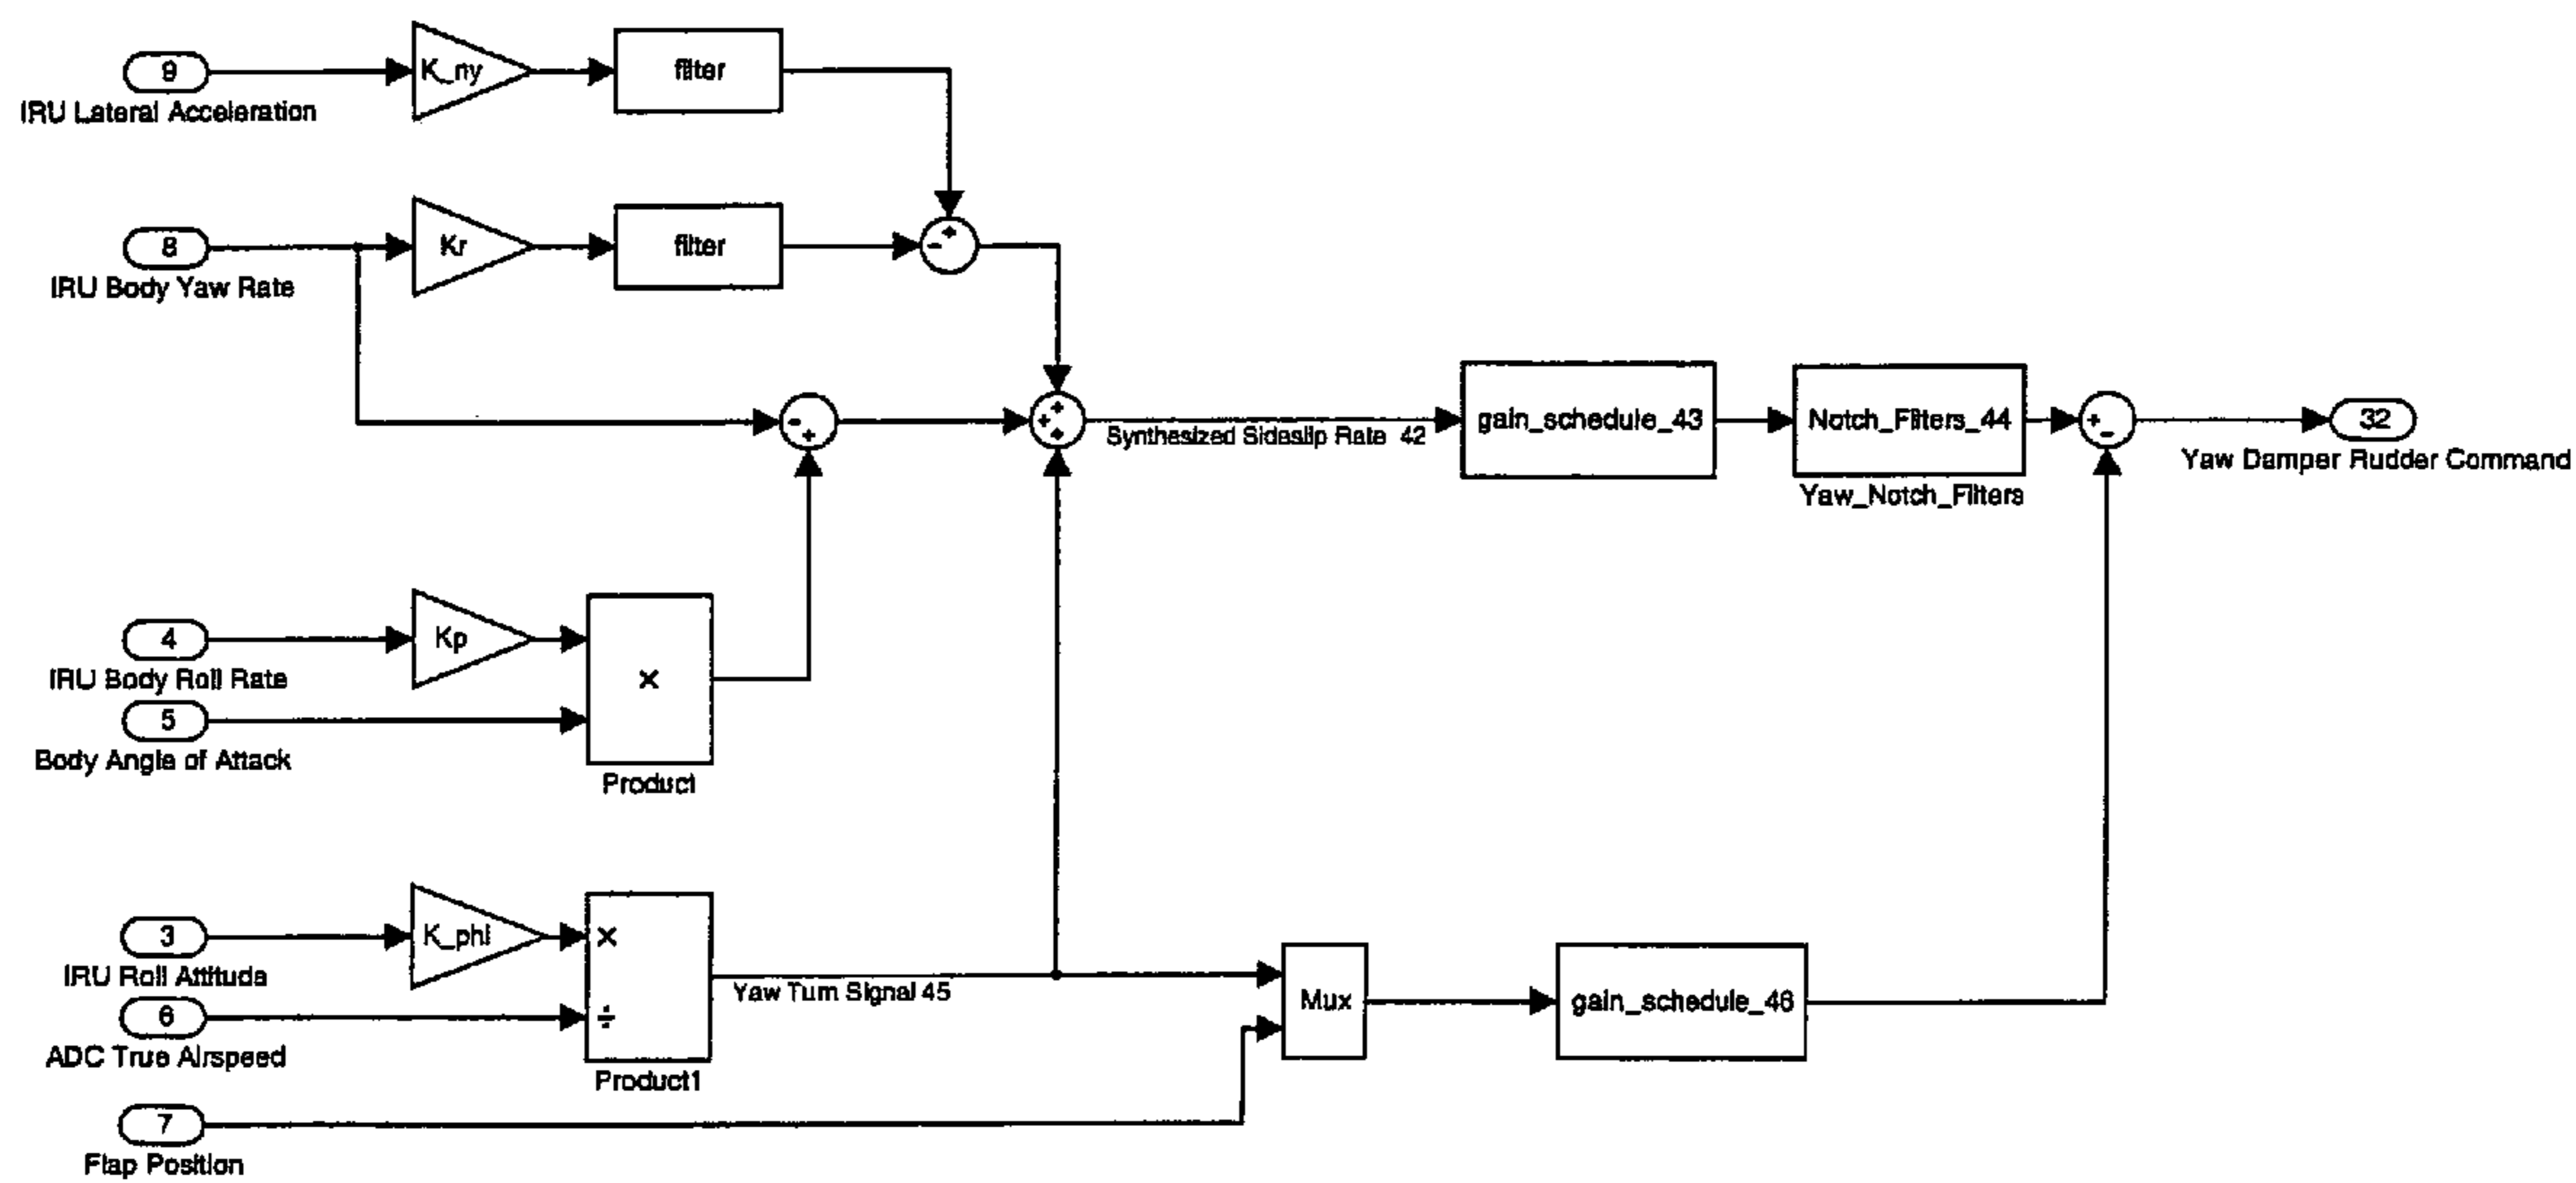 9
K_ny
filter
IRU Lateral Acceleration
+
8
Kr
filter
-
IRU Body Yaw Rate
-
+
+
+
+
Synthesized Sideslip Rate 42
gain_schedule_43
Notch_Filters_44
Yaw_Notch_Filters
+
-
32
Yaw Damper Rudder Command
4
Kp
IRU Body Roll Rate
×
5
Body Angle of Attack
Product
3
K_phi
×
IRU Roll Attitude
Yaw Turn Signal 45
6
÷
ADC True Airspeed
Product1
Mux
gain_schedule_46
7
Flap Position